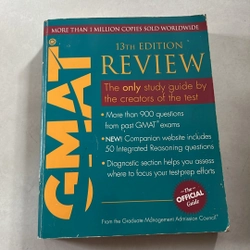 MORE THAN 3 MILLION COPIES SOLD WORLDWIDE
GMAT®
13TH EDITION
REVIEW
The only study guide by
the creators of the test
• More than 900 questions
from past GMAT® exams
• NEW! Companion website includes
50 Integrated Reasoning questions
• Diagnostic section helps you assess
where to focus your test-prep efforts
The
OFFICIAL
Guide
From the Graduate Management Admission Council®